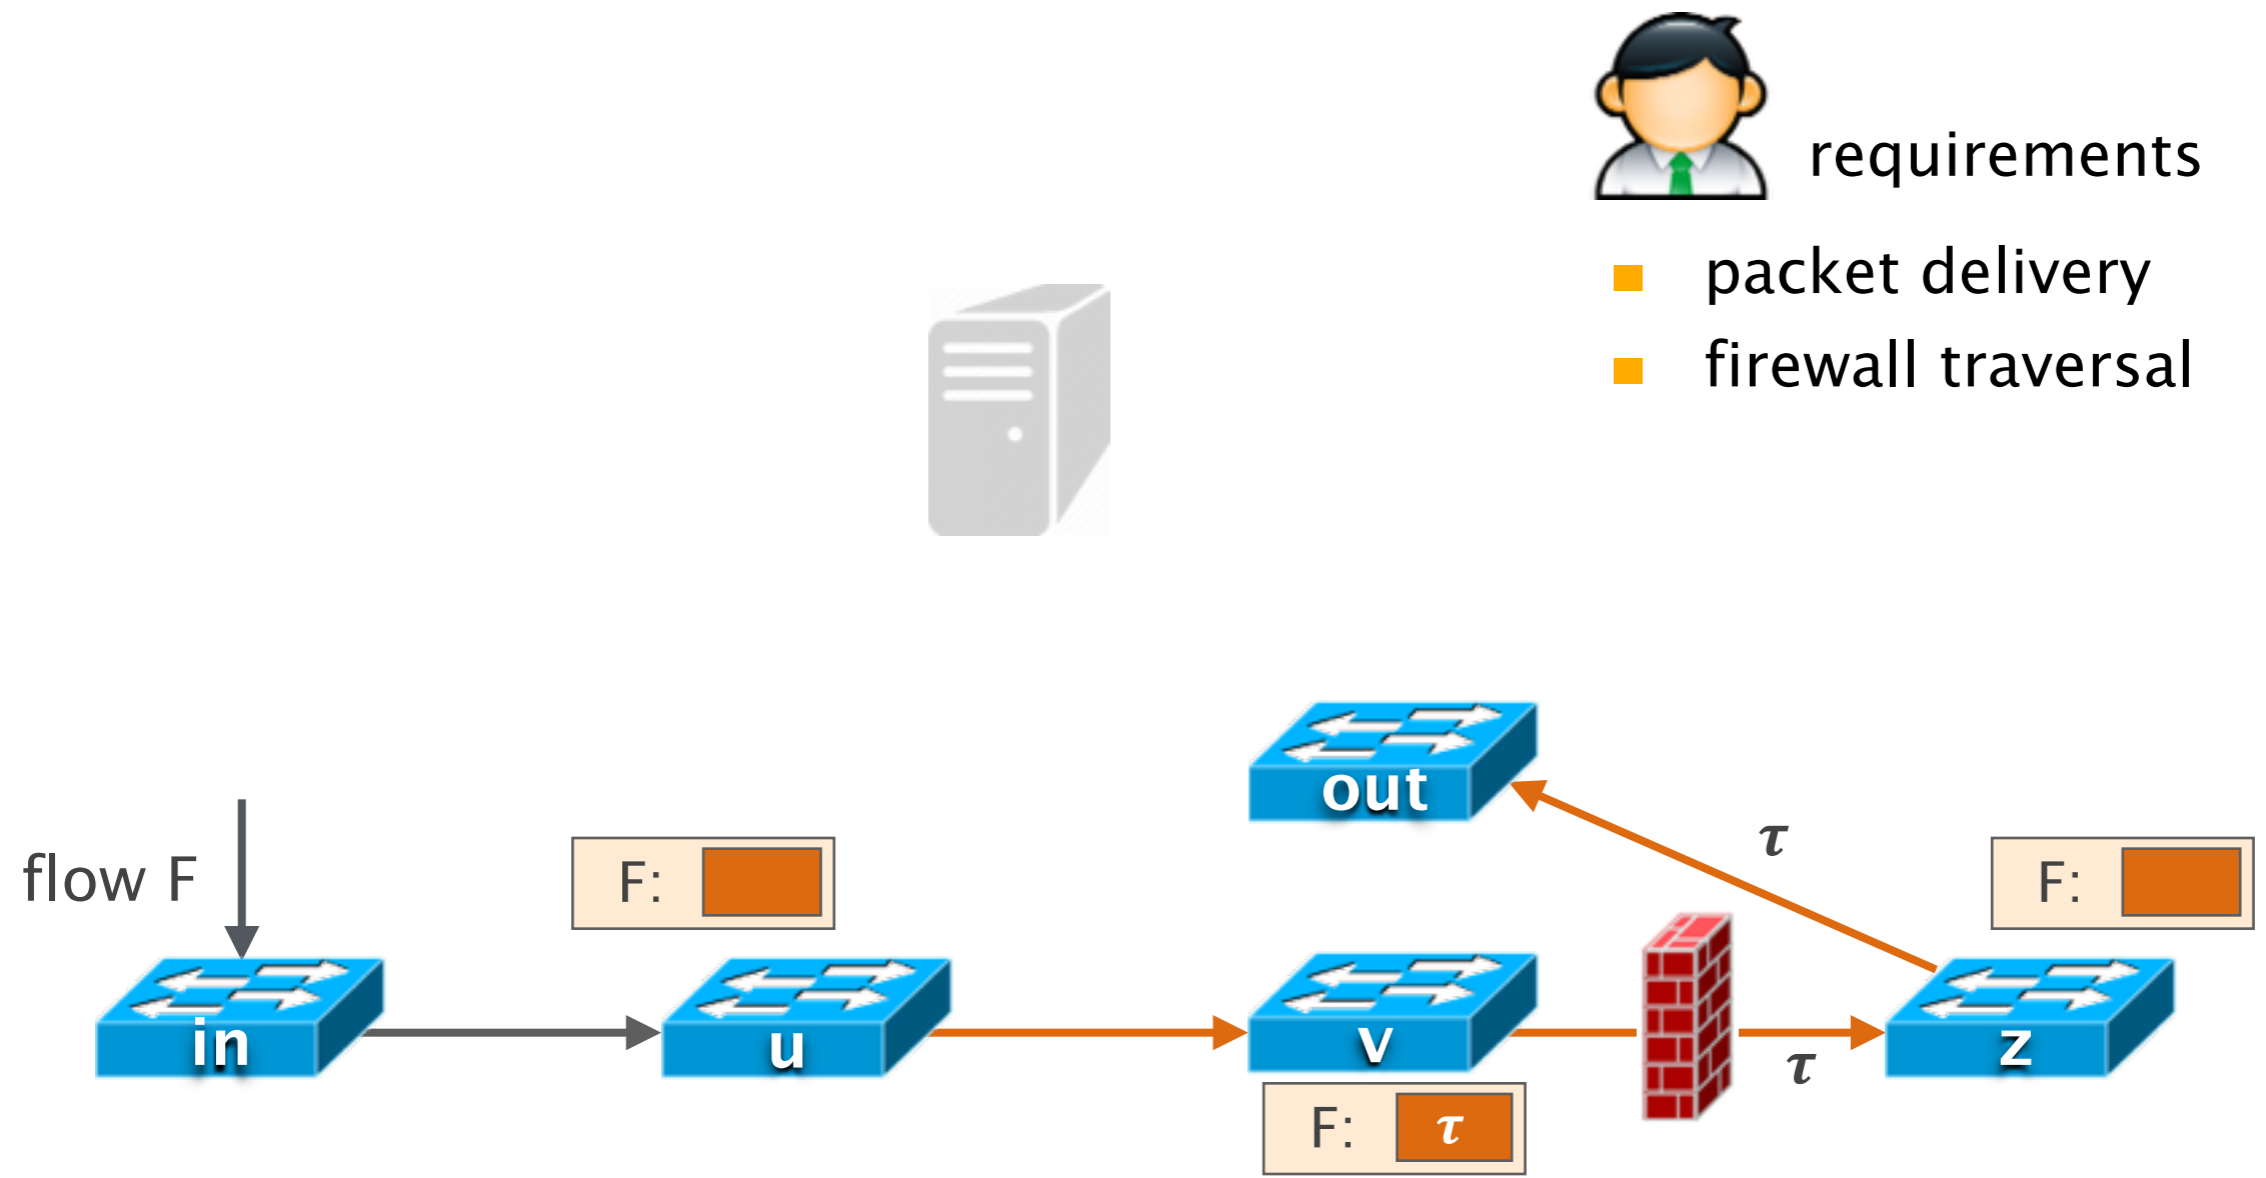 requirements
packet delivery
firewall traversal
out
τ
flow F
F:
F:
in
u
v
z
τ
F: τ